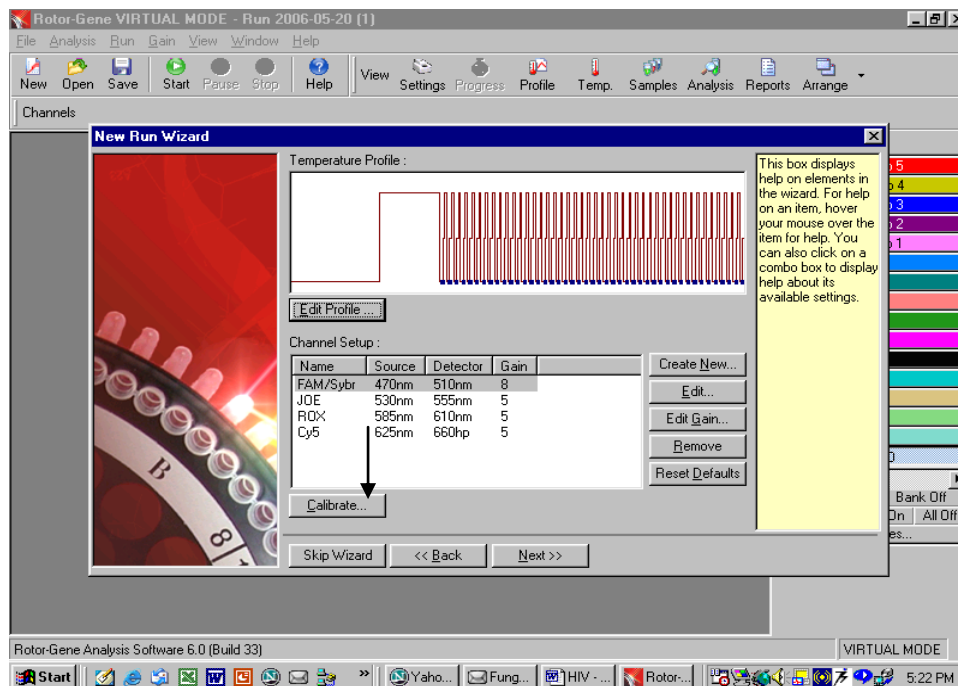 Rotor-Gene VIRTUAL MODE - Run 2006-05-20 (1)
File Analysis Run Gain View Window Help
New Open Save Start Pause Stop Help View Settings Progress Profile Temp. Samples Analysis Reports Arrange
Channels
New Run Wizard
Temperature Profile :
This box displays
help on elements in
the wizard. For help
on an item, hover
your mouse over the
item for help. You
can also click on a
combo box to display
help about its
available settings.
Edit Profile ...
Channel Setup :
Name Source Detector Gain
FAM/Sybr 470nm 510nm 8
JOE 530nm 555nm 5
ROX 585nm 610nm 5
Cy5 625nm 660hp 5
Create New...
Edit...
Edit Gain...
Remove
Reset Defaults
Calibrate...
Skip Wizard << Back Next >>
B
8
5
4
3
2
1
Bank Off
On All Off
es...
Rotor-Gene Analysis Software 6.0 (Build 33) VIRTUAL MODE
Start » Yaho... Fung... HIV - ... Rotor-... 5:22 PM